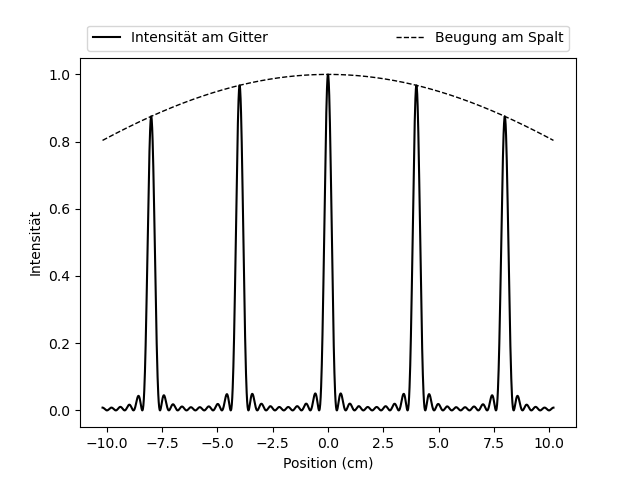 Intensität am Gitter
Beugung am Spalt
1.0
0.8
0.6
0.4
0.2
0.0
Intensität
−10.0 −7.5 −5.0 −2.5 0.0 2.5 5.0 7.5 10.0
Position (cm)